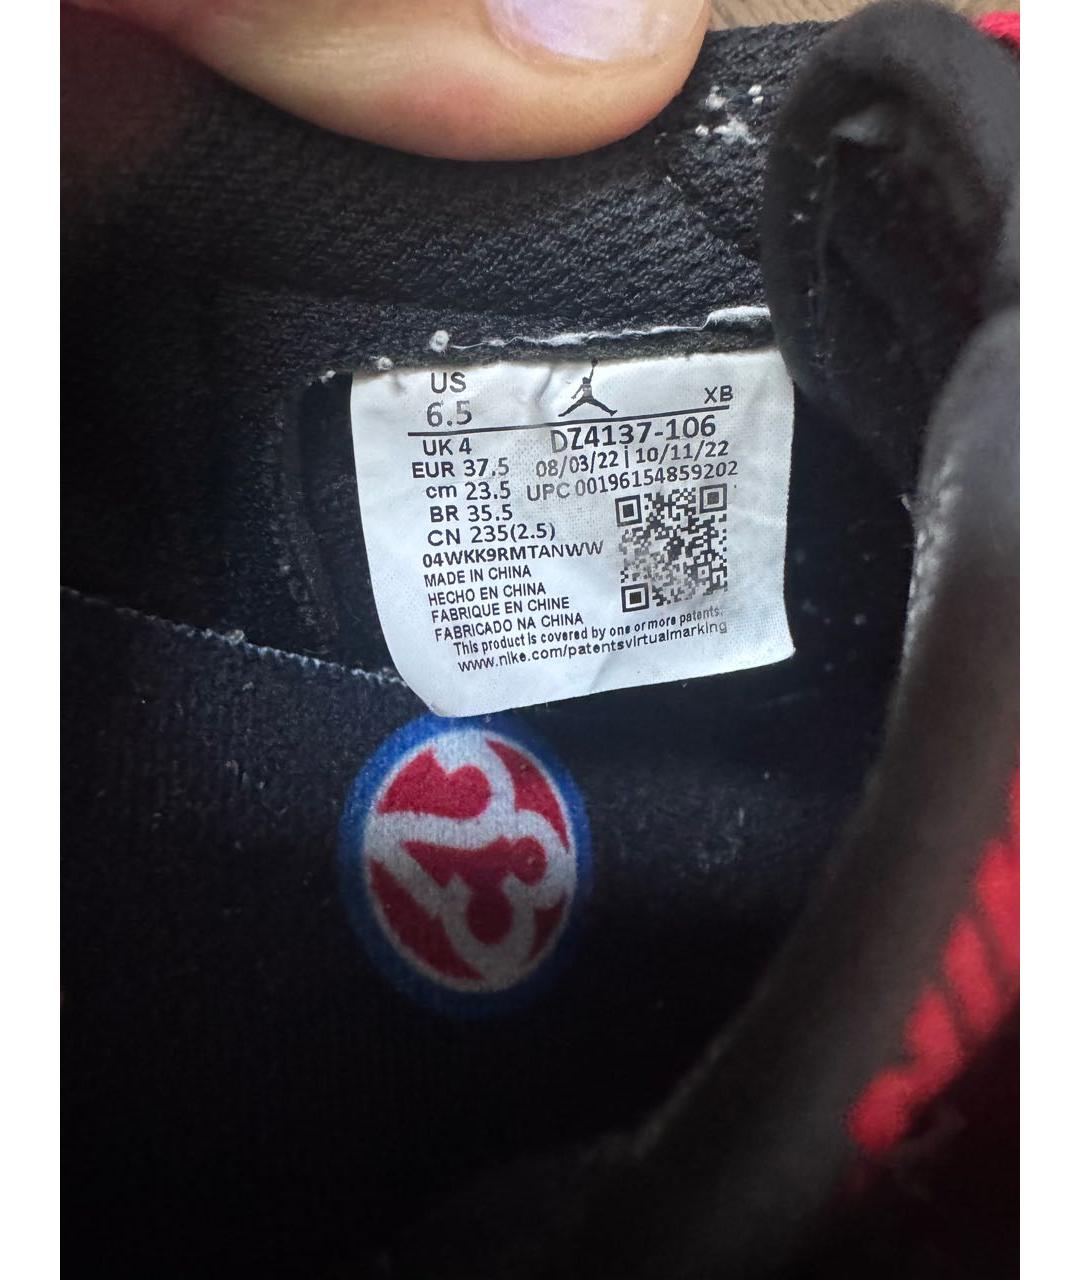 US
6.5
XB
UK 4
DZ4137-106
EUR 37.5
08/03/22 | 10/11/22
cm 23.5
UPC 00196154859202
BR 35.5
CN 235(2.5)
04WKK9RMTANWW
MADE IN CHINA
HECHO EN CHINA
FABRIQUE EN CHINE
FABRICADO NA CHINA
This product is covered by one or more patents.
www.nike.com/patentsvirtualmarking